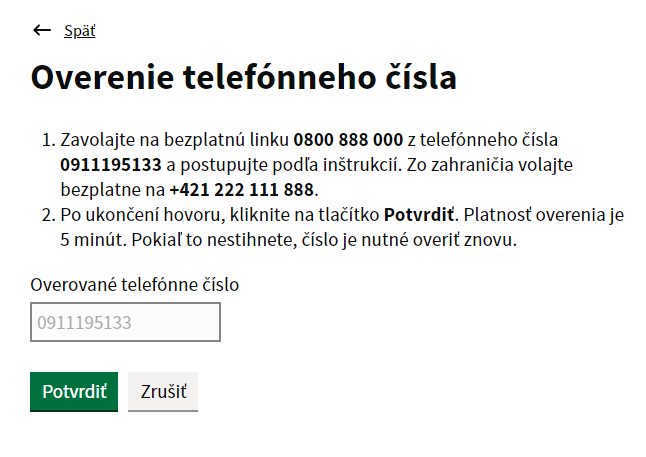 Späť
Overenie telefónneho čísla
1. Zavolajte na bezplatnú linku 0800 888 000 z telefónneho čísla
0911195133 a postupujte podľa inštrukcií. Zo zahraničia volajte
bezplatne na +421 222 111 888.
2. Po ukončení hovoru, kliknite na tlačítko Potvrdiť. Platnosť overenia je
5 minút. Pokiaľ to nestihnete, číslo je nutné overiť znovu.
Overované telefónne číslo
0911195133
Potvrdiť Zrušiť